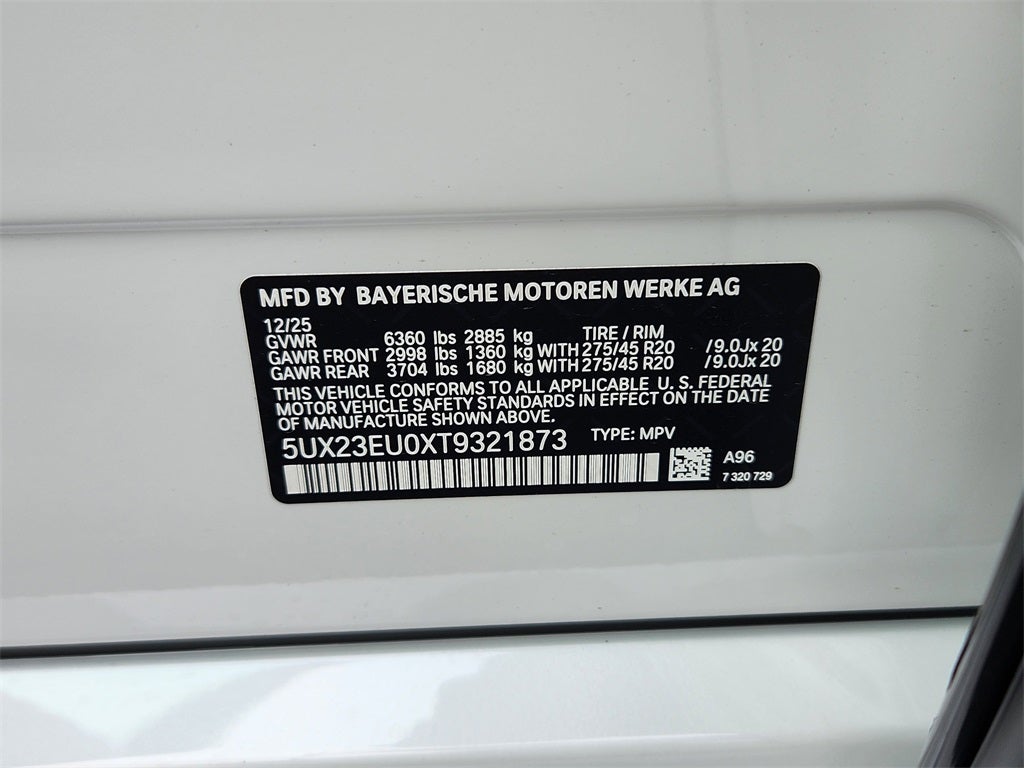 MFD BY BAYERISCHE MOTOREN WERKE AG
12/25 TIRE / RIM
GVWR 6360 lbs 2885 kg
GAWR FRONT 2998 lbs 1360 kg WITH 275/45 R20 /9.0Jx 20
GAWR REAR 3704 lbs 1680 kg WITH 275/45 R20 /9.0Jx 20
THIS VEHICLE CONFORMS TO ALL APPLICABLE U. S. FEDERAL
MOTOR VEHICLE SAFETY STANDARDS IN EFFECT ON THE DATE
OF MANUFACTURE SHOWN ABOVE.
5UX23EU0XT9321873 TYPE: MPV
A96
7 320 729